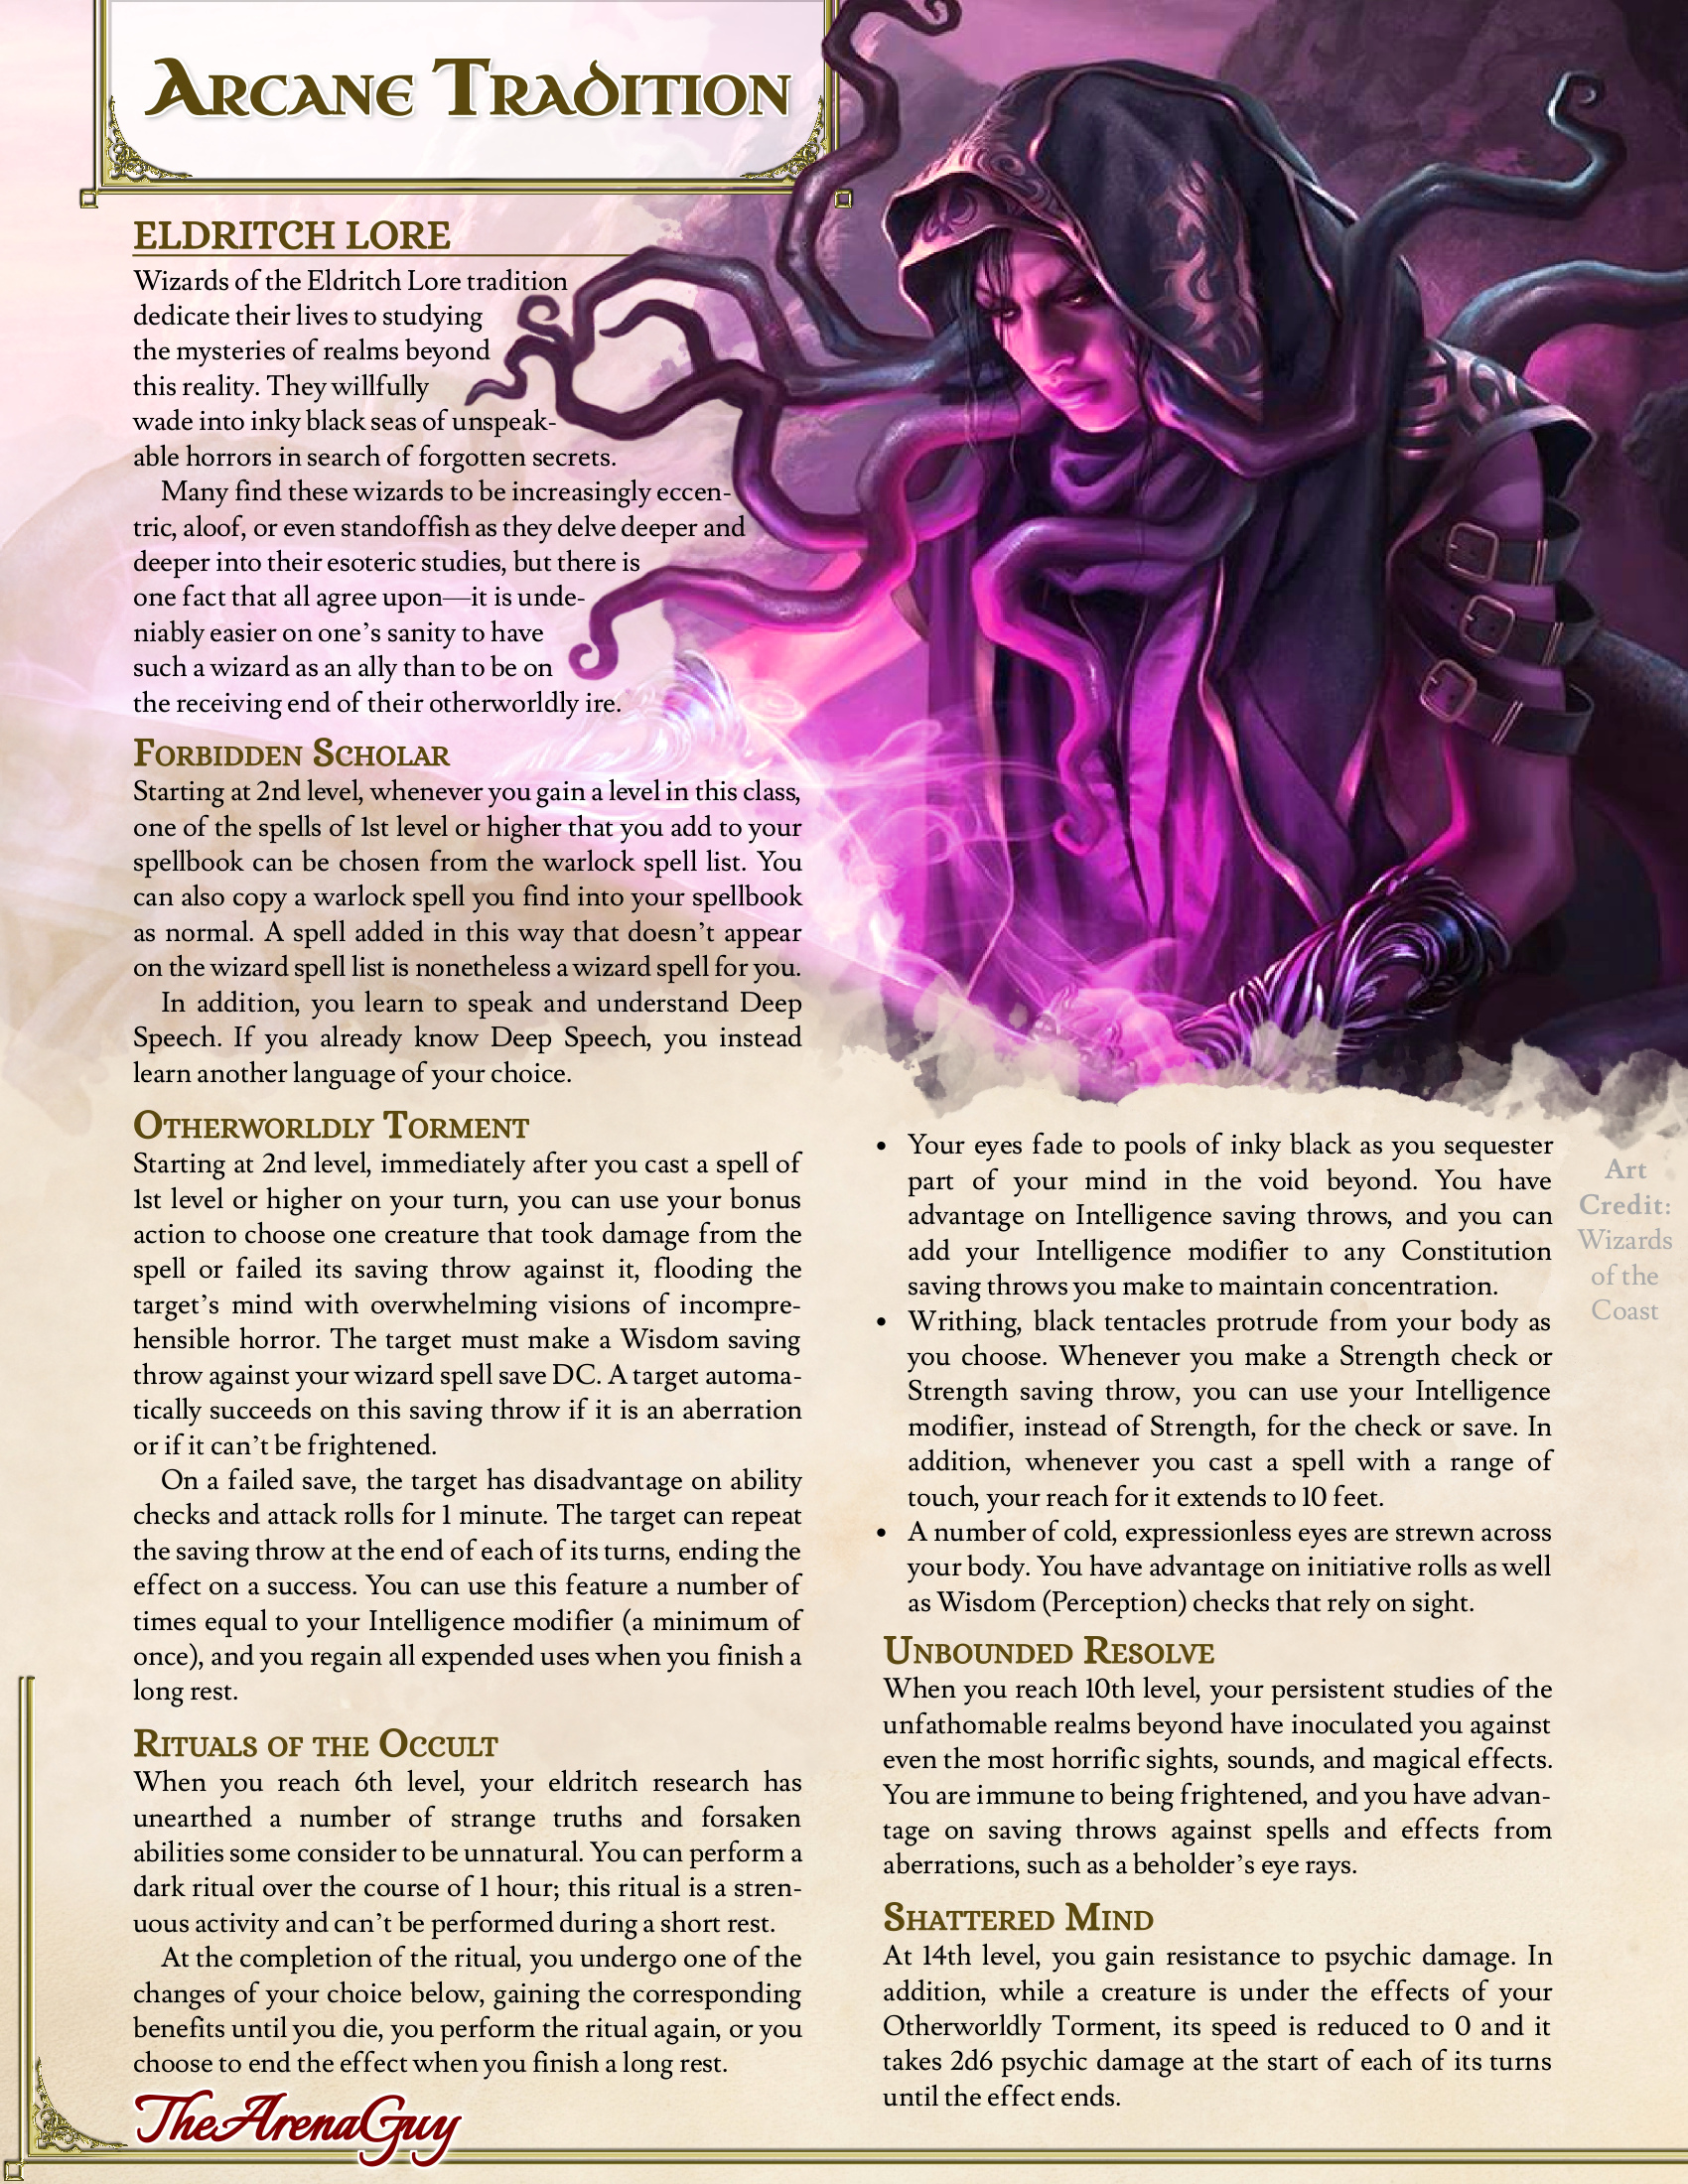 Arcane Tradition
ELDRITCH LORE
Wizards of the Eldritch Lore tradition
dedicate their lives to studying
the mysteries of realms beyond
this reality. They willfully
wade into inky black seas of unspeak-
able horrors in search of forgotten secrets.
Many find these wizards to be increasingly eccen-
tric, aloof, or even standoffish as they delve deeper and
deeper into their esoteric studies, but there is
one fact that all agree upon—it is unde-
niably easier on one's sanity to have
such a wizard as an ally than to be on
the receiving end of their otherworldly ire.
Forbidden Scholar
Starting at 2nd level, whenever you gain a level in this class,
one of the spells of 1st level or higher that you add to your
spellbook can be chosen from the warlock spell list. You
can also copy a warlock spell you find into your spellbook
as normal. A spell added in this way that doesn't appear
on the wizard spell list is nonetheless a wizard spell for you.
In addition, you learn to speak and understand Deep
Speech. If you already know Deep Speech, you instead
learn another language of your choice.
Otherworldly Torment
Starting at 2nd level, immediately after you cast a spell of
1st level or higher on your turn, you can use your bonus
action to choose one creature that took damage from the
spell or failed its saving throw against it, flooding the
target's mind with overwhelming visions of incompre-
hensible horror. The target must make a Wisdom saving
throw against your wizard spell save DC. A target automa-
tically succeeds on this saving throw if it is an aberration
or if it can't be frightened.
On a failed save, the target has disadvantage on ability
checks and attack rolls for 1 minute. The target can repeat
the saving throw at the end of each of its turns, ending the
effect on a success. You can use this feature a number of
times equal to your Intelligence modifier (a minimum of
once), and you regain all expended uses when you finish a
long rest.
Rituals of the Occult
When you reach 6th level, your eldritch research has
unearthed a number of strange truths and forsaken
abilities some consider to be unnatural. You can perform a
dark ritual over the course of 1 hour; this ritual is a stren-
uous activity and can't be performed during a short rest.
At the completion of the ritual, you undergo one of the
changes of your choice below, gaining the corresponding
benefits until you die, you perform the ritual again, or you
choose to end the effect when you finish a long rest.
TheArenaGuy
• Your eyes fade to pools of inky black as you sequester
part of your mind in the void beyond. You have
advantage on Intelligence saving throws, and you can
add your Intelligence modifier to any Constitution
saving throws you make to maintain concentration.
• Writhing, black tentacles protrude from your body as
you choose. Whenever you make a Strength check or
Strength saving throw, you can use your Intelligence
modifier, instead of Strength, for the check or save. In
addition, whenever you cast a spell with a range of
touch, your reach for it extends to 10 feet.
• A number of cold, expressionless eyes are strewn across
your body. You have advantage on initiative rolls as well
as Wisdom (Perception) checks that rely on sight.
Unbounded Resolve
When you reach 10th level, your persistent studies of the
unfathomable realms beyond have inoculated you against
even the most horrific sights, sounds, and magical effects.
You are immune to being frightened, and you have advan-
tage on saving throws against spells and effects from
aberrations, such as a beholder's eye rays.
Shattered Mind
At 14th level, you gain resistance to psychic damage. In
addition, while a creature is under the effects of your
Otherworldly Torment, its speed is reduced to 0 and it
takes 2d6 psychic damage at the start of each of its turns
until the effect ends.
Art
Credit:
Wizards
of the
Coast